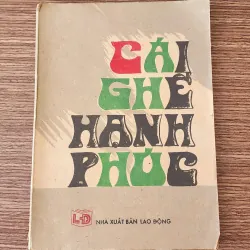 CÁI
GHẾ
HẠNH
PHÚC
LĐ
NHÀ XUẤT BẢN LAO ĐỘNG